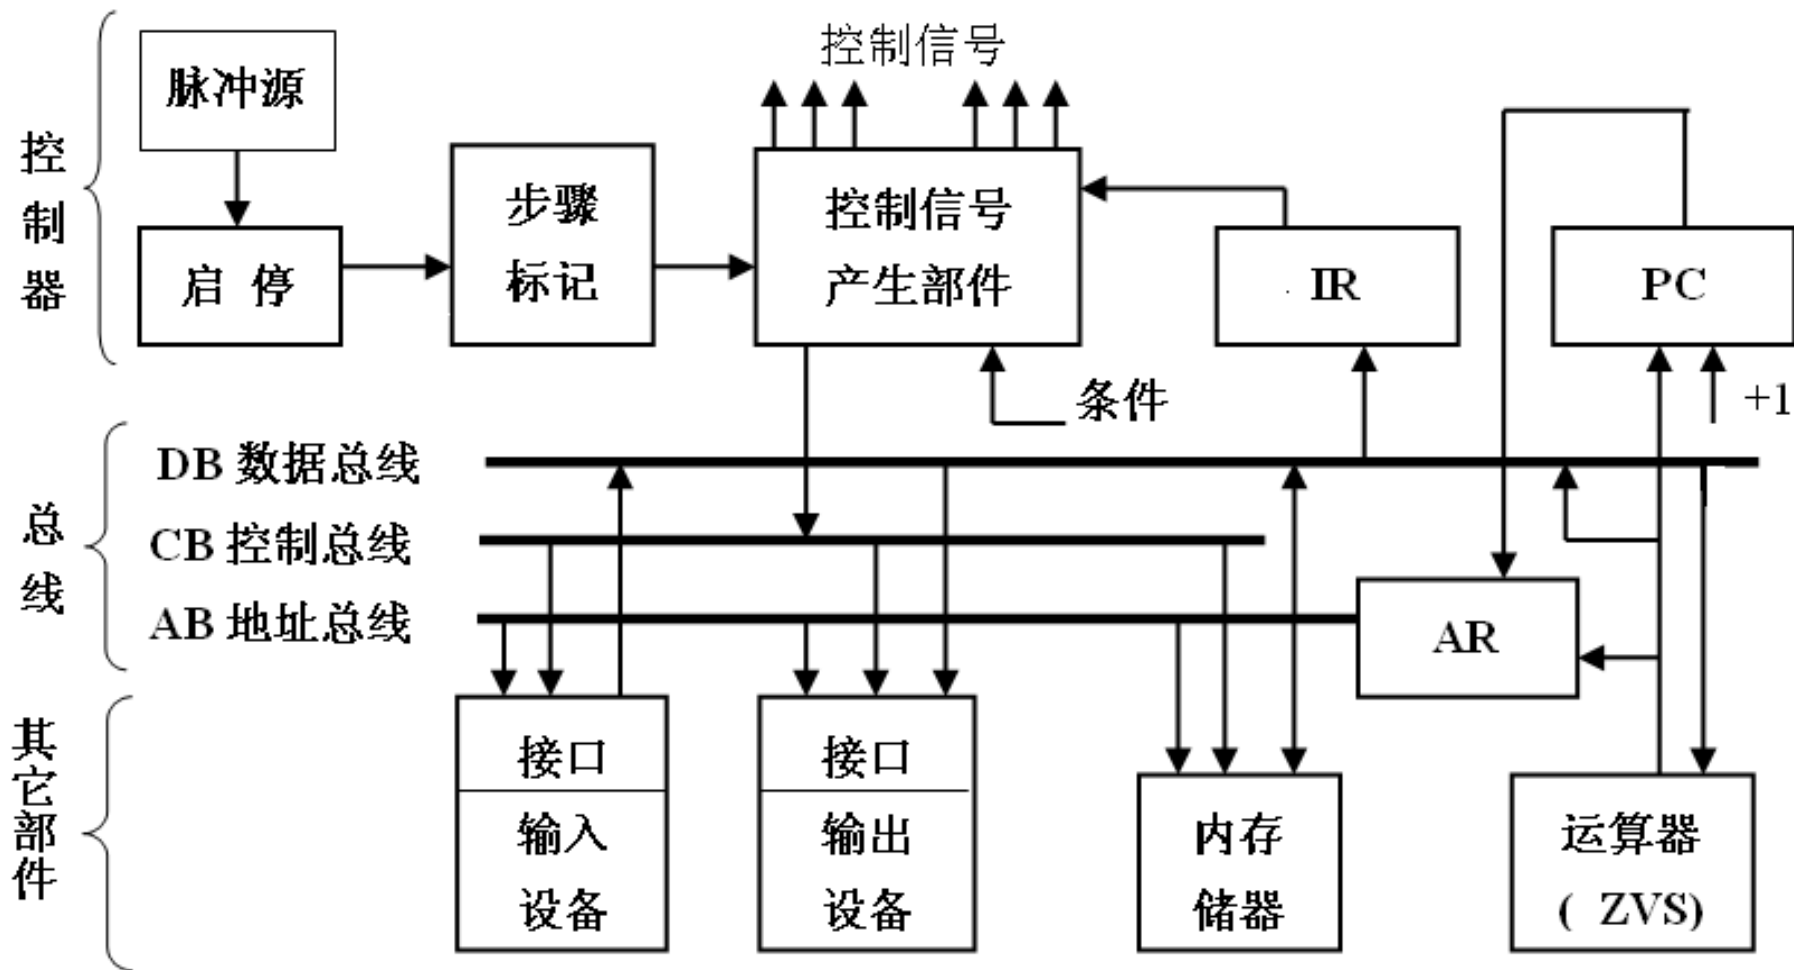 控制器
脉冲源
启 停
步骤
标记
控制信号
控制信号
产生部件
IR
PC
条件
+1
总线
DB 数据总线
CB 控制总线
AB 地址总线
AR
其它部件
接口
输入
设备
接口
输出
设备
内存
储器
运算器
( ZVS)